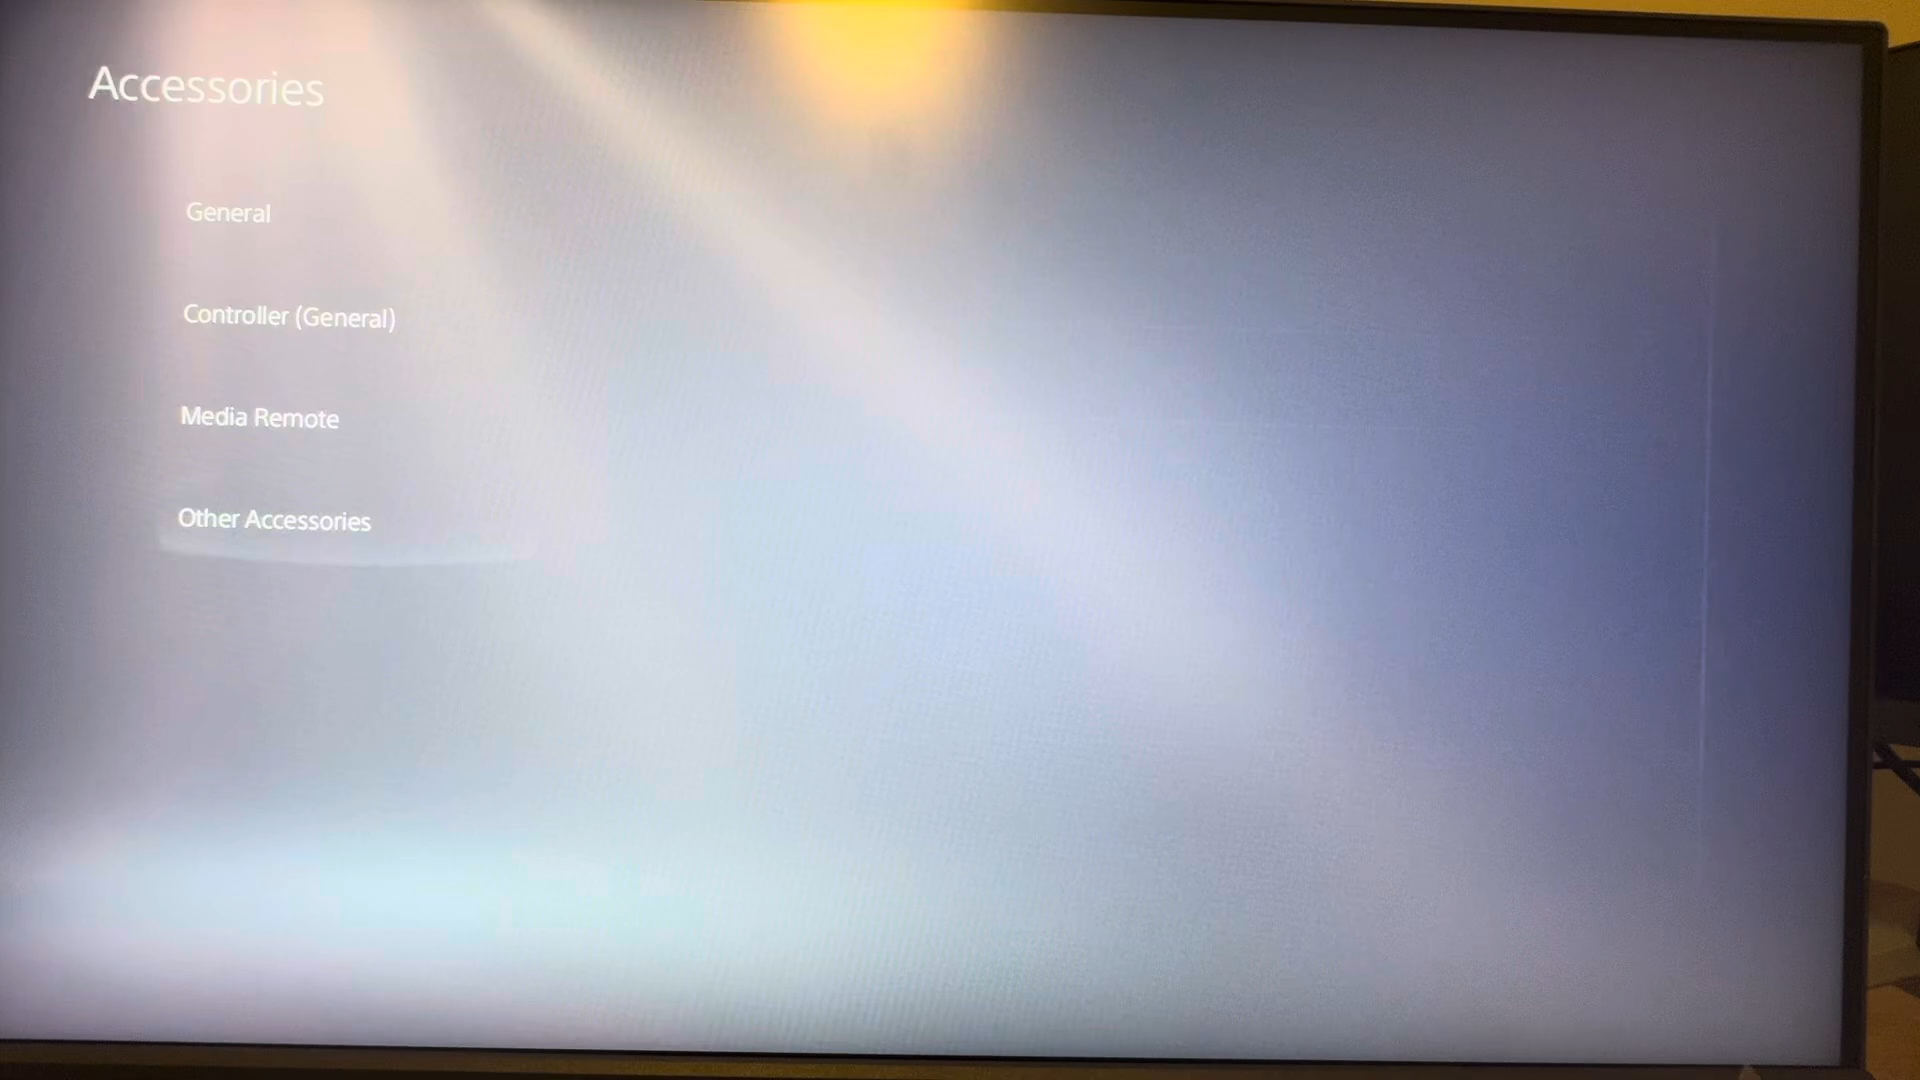 Accessories
General
Controller (General)
Media Remote
Other Accessories